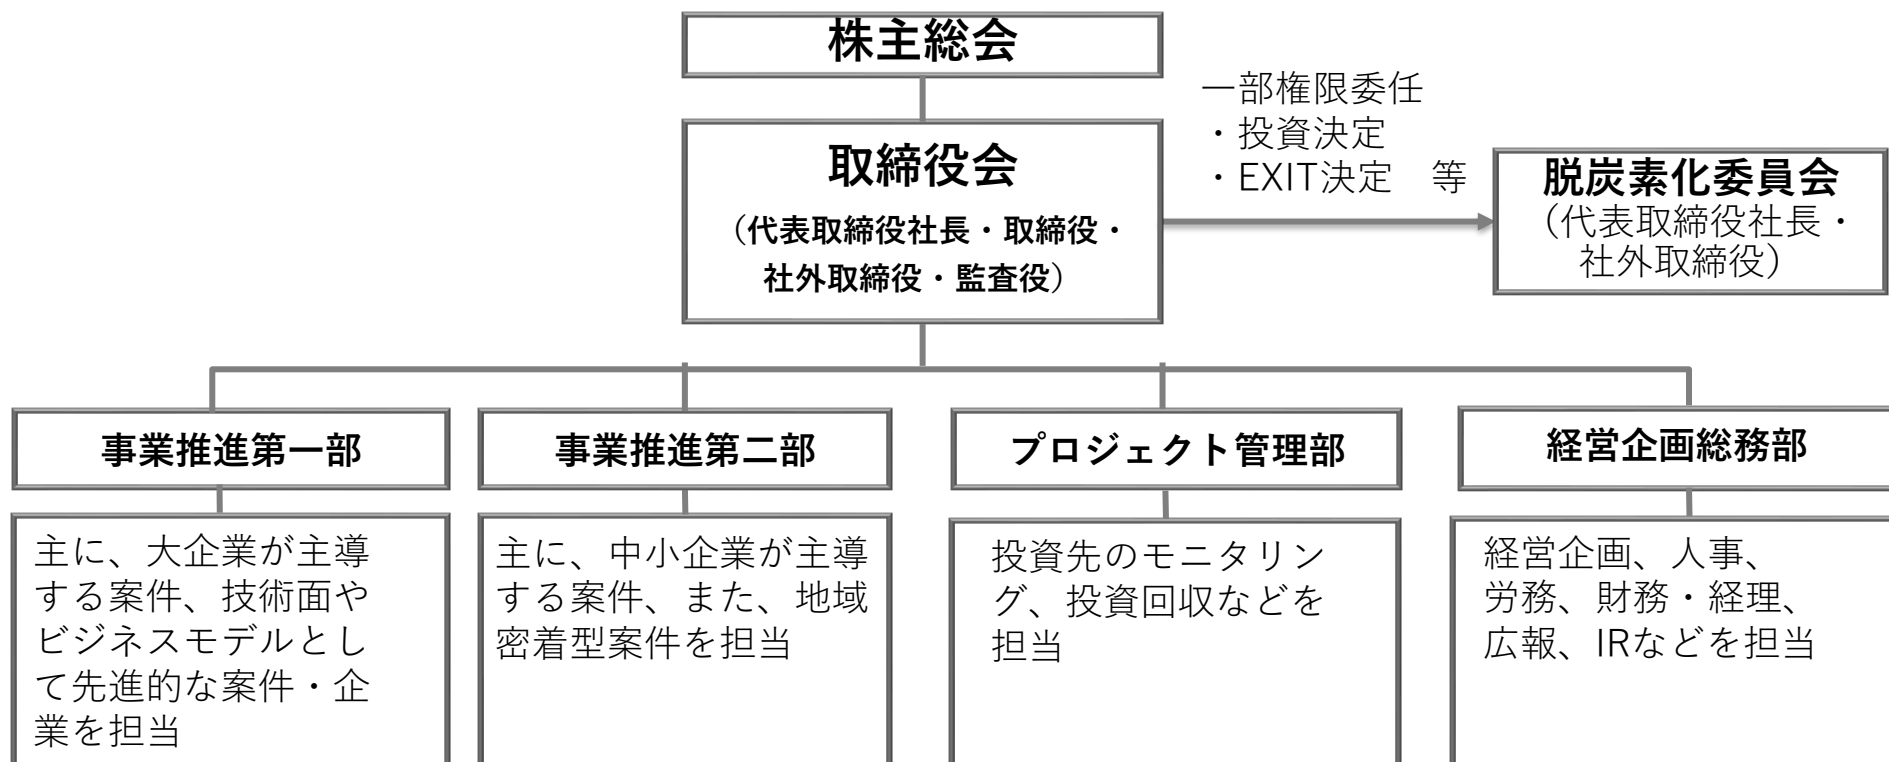 株主総会
一部権限委任
・投資決定
・EXIT決定　等
取締役会
（代表取締役社長・取締役・
社外取締役・監査役）
脱炭素化委員会
（代表取締役社長・
社外取締役）
事業推進第一部
主に、大企業が主導
する案件、技術面や
ビジネスモデルとし
て先進的な案件・企
業を担当
事業推進第二部
主に、中小企業が主導
する案件、また、地域
密着型案件を担当
プロジェクト管理部
投資先のモニタリン
グ、投資回収などを
担当
経営企画総務部
経営企画、人事、
労務、財務・経理、
広報、IRなどを担当